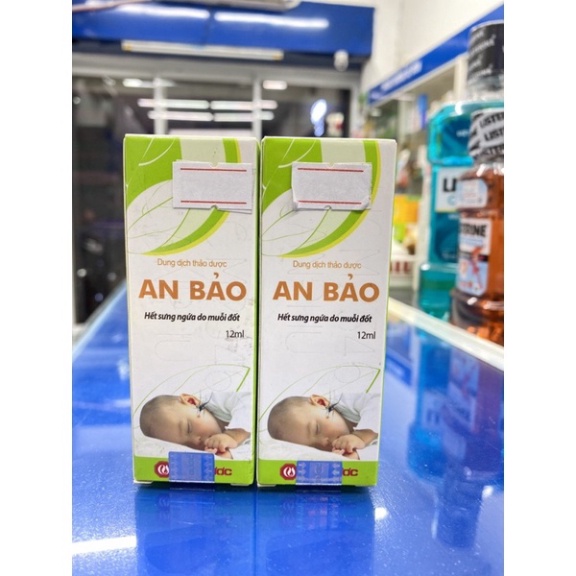 Dung dịch thảo dược
AN BẢO
Hết sưng ngứa do muỗi đốt
12ml
Dung dịch thảo dược
AN BẢO
Hết sưng ngứa do muỗi đốt
12ml